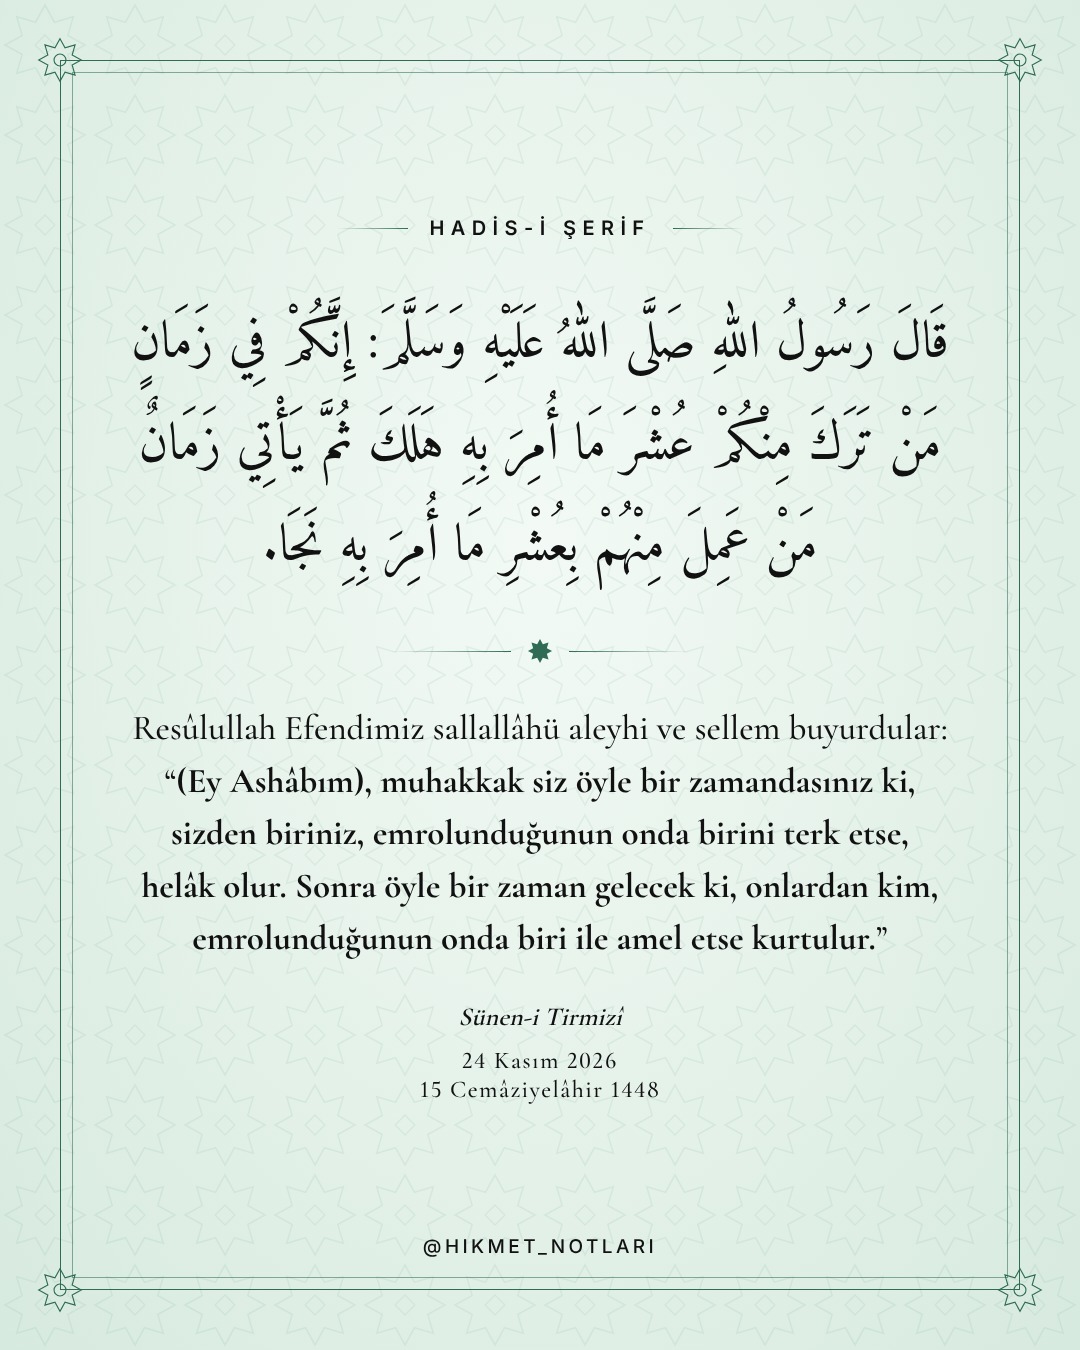 HADİS-İ ŞERİF
قَالَ رَسُولُ اللّٰهِ صَلَّى اللّٰهُ عَلَيْهِ وَسَلَّمَ: إِنَّكُمْ فِي زَمَانٍ
مَنْ تَرَكَ مِنْكُمْ عُشْرَ مَا أُمِرَ بِهِ هَلَكَ ثُمَّ يَأْتِي زَمَانٌ
مَنْ عَمِلَ مِنْهُمْ بِعُشْرِ مَا أُمِرَ بِهِ نَجَا.
Resûlullah Efendimiz sallallâhü aleyhi ve sellem buyurdular:
“(Ey Ashâbım), muhakkak siz öyle bir zamandasınız ki,
sizden biriniz, emrolunduğunun onda birini terk etse,
helâk olur. Sonra öyle bir zaman gelecek ki, onlardan kim,
emrolunduğunun onda biri ile amel etse kurtulur.”
Sünen-i Tirmizî
24 Kasım 2026
15 Cemâziyelâhir 1448
@HIKMET_NOTLARI